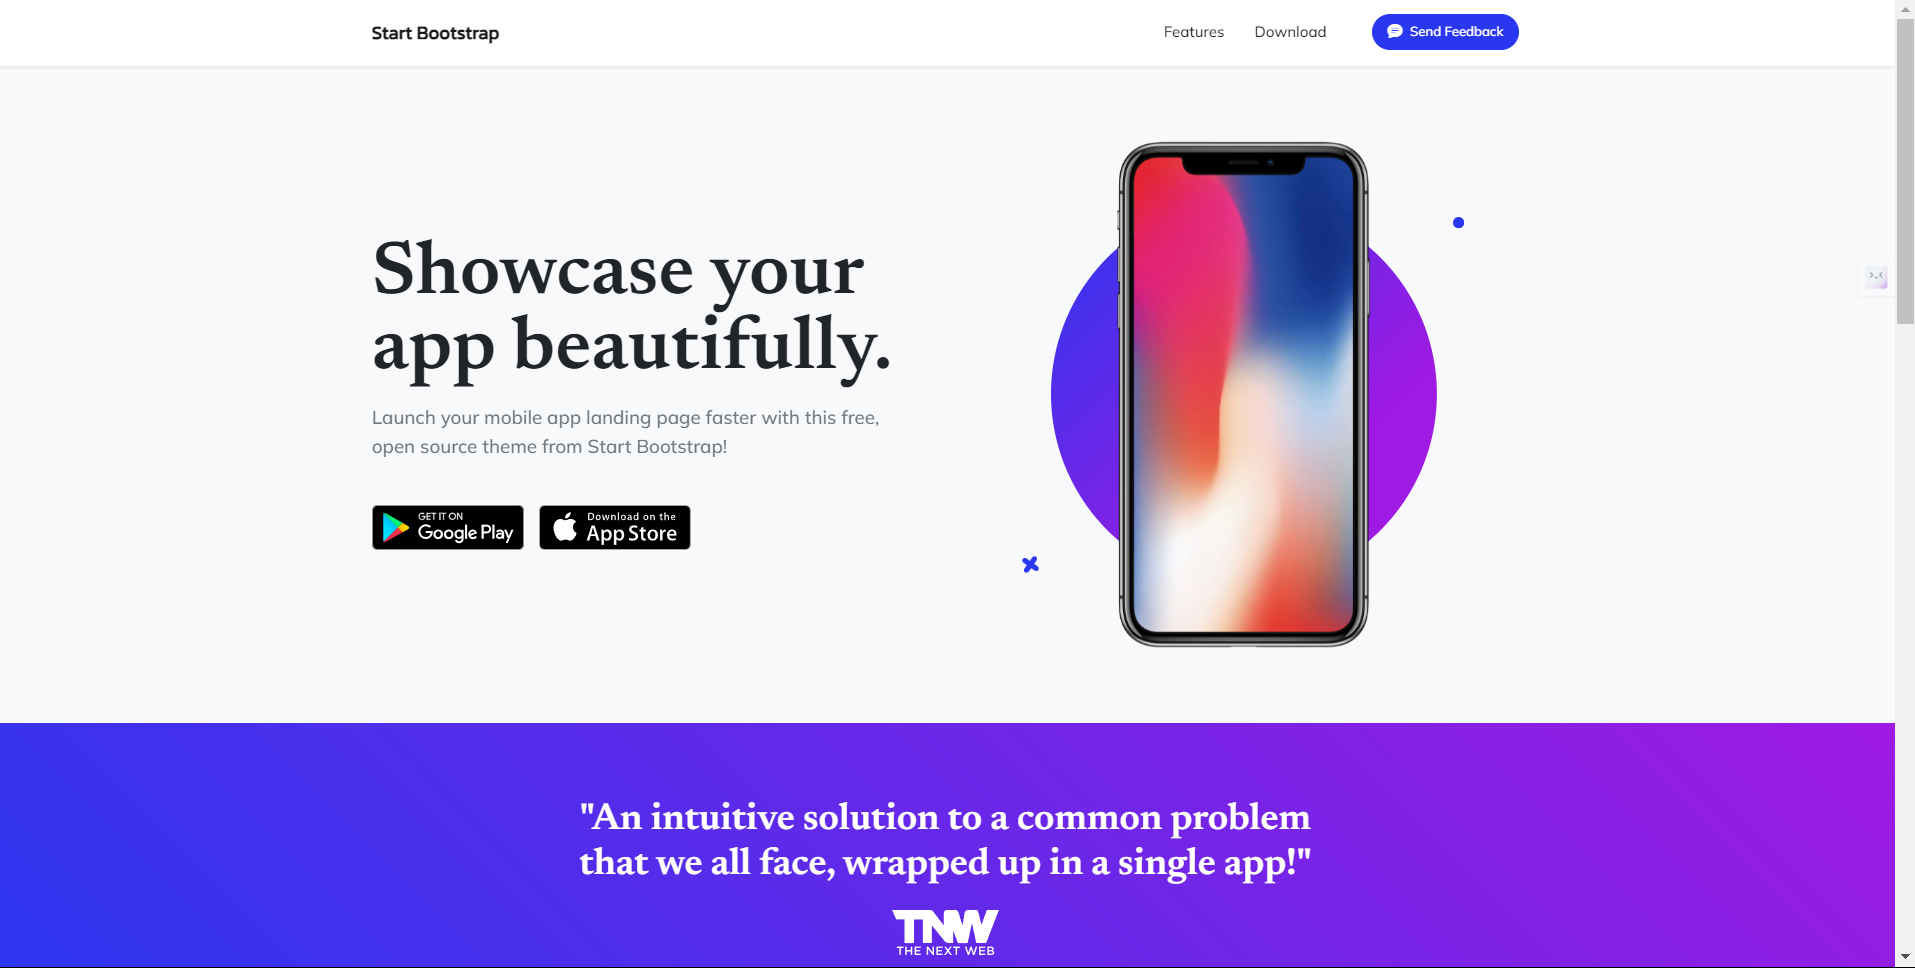 Start Bootstrap
Features
Download
Send Feedback
Showcase your
app beautifully.
Launch your mobile app landing page faster with this free,
open source theme from Start Bootstrap!
GET IT ON
Google Play
Download on the
App Store
"An intuitive solution to a common problem
that we all face, wrapped up in a single app!"
TNW
THE NEXT WEB